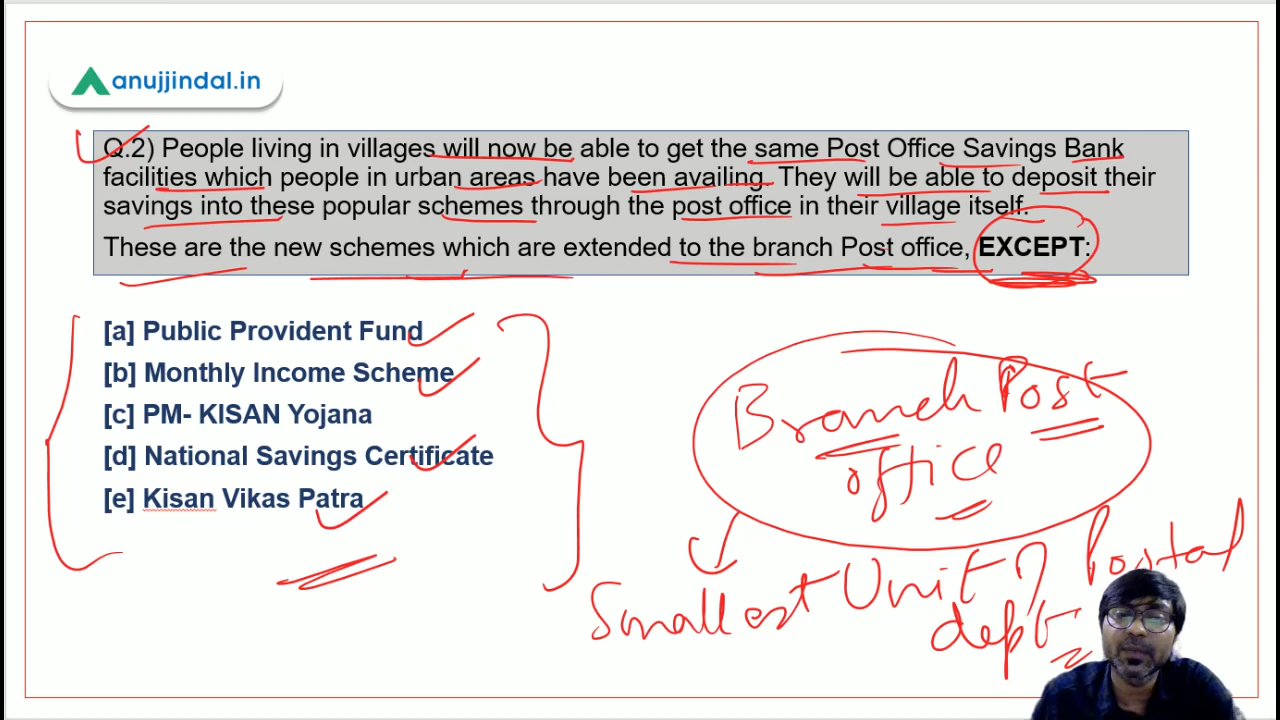 anujjindal.in
Q.2) People living in villages will now be able to get the same Post Office Savings Bank
facilities which people in urban areas have been availing. They will be able to deposit their
savings into these popular schemes through the post office in their village itself.
These are the new schemes which are extended to the branch Post office, EXCEPT:
[a] Public Provident Fund
[b] Monthly Income Scheme
[c] PM- KISAN Yojana
[d] National Savings Certificate
[e] Kisan Vikas Patra
Branch Post
office
Smallest Unit of Postal
dept